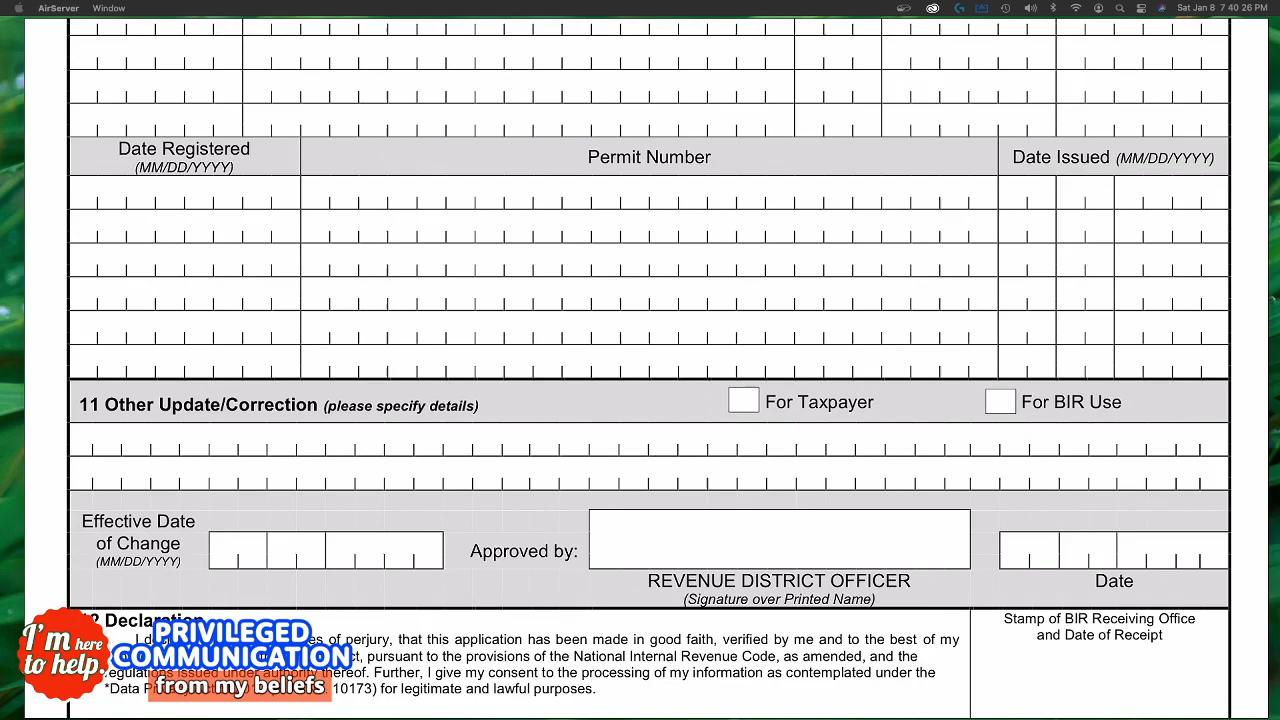 AirServer Window Sat Jan 8 7 40 26 PM
Date Registered
(MM/DD/YYYY)
Permit Number
Date Issued (MM/DD/YYYY)
11 Other Update/Correction (please specify details)
For Taxpayer
For BIR Use
Effective Date
of Change
(MM/DD/YYYY)
Approved by:
REVENUE DISTRICT OFFICER
(Signature over Printed Name)
Date
Declaration
of perjury, that this application has been made in good faith, verified by me and to the best of my
pursuant to the provisions of the National Internal Revenue Code, as amended, and the
issued under authority thereof. Further, I give my consent to the processing of my information as contemplated under the
*Data 10173) for legitimate and lawful purposes.
Stamp of BIR Receiving Office
and Date of Receipt
I'm here
to help.
PRIVILEGED
COMMUNICATION
from my beliefs